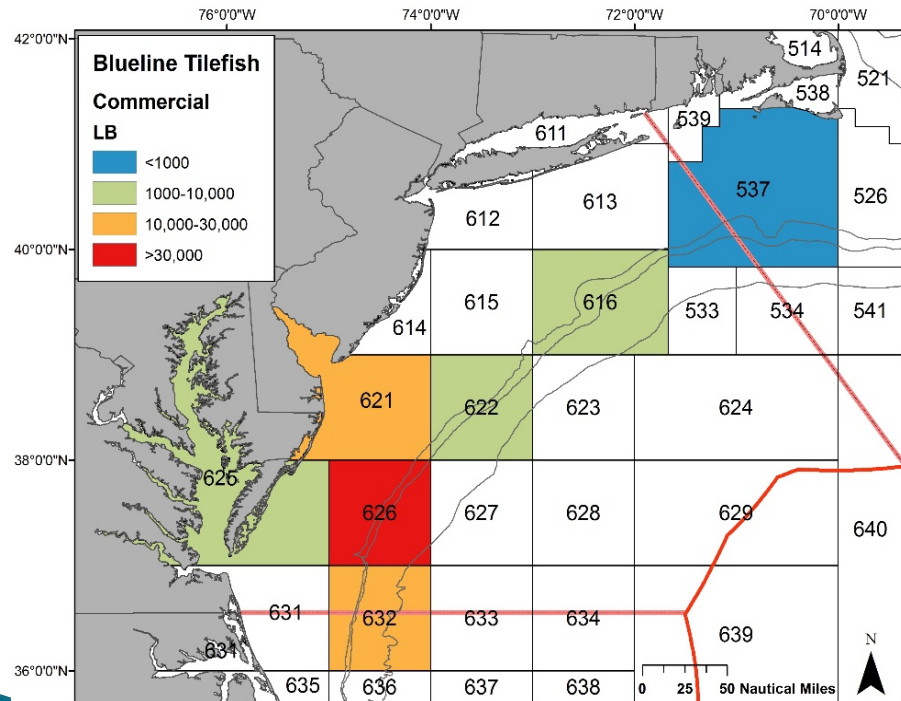 76°0'0"W 74°0'0"W 72°0'0"W 70°0'0"W
42°0'0"N
Blueline Tilefish
Commercial
LB
<1000
1000-10,000
10,000-30,000
>30,000
514
521
538
539
611
537
526
613
612
40°0'0"N
616
615
533 534 541
614
621
622
623
624
38°0'0"N
625
626
627
628
629
640
631
632
633
634
639
631
N
36°0'0"N
635 636 637 638
0 25 50 Nautical Miles